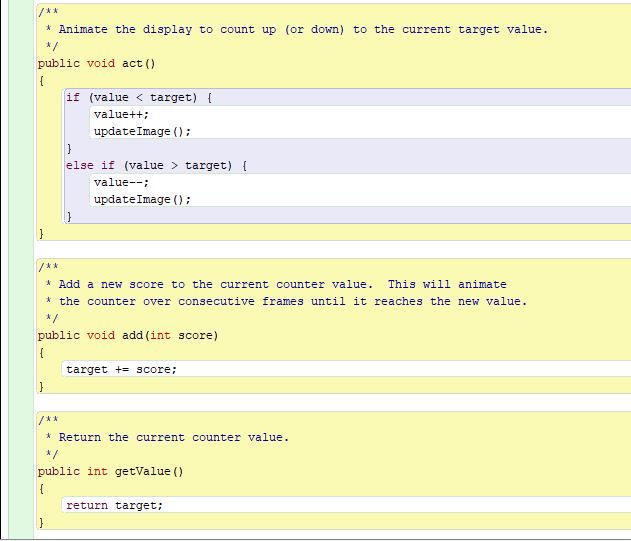 /**
 * Animate the display to count up (or down) to the current target value.
 */
public void act()
{
    if (value < target) {
        value++;
        updateImage();
    }
    else if (value > target) {
        value--;
        updateImage();
    }
}
/**
 * Add a new score to the current counter value.  This will animate
 * the counter over consecutive frames until it reaches the new value.
 */
public void add(int score)
{
    target += score;
}
/**
 * Return the current counter value.
 */
public int getValue()
{
    return target;
}